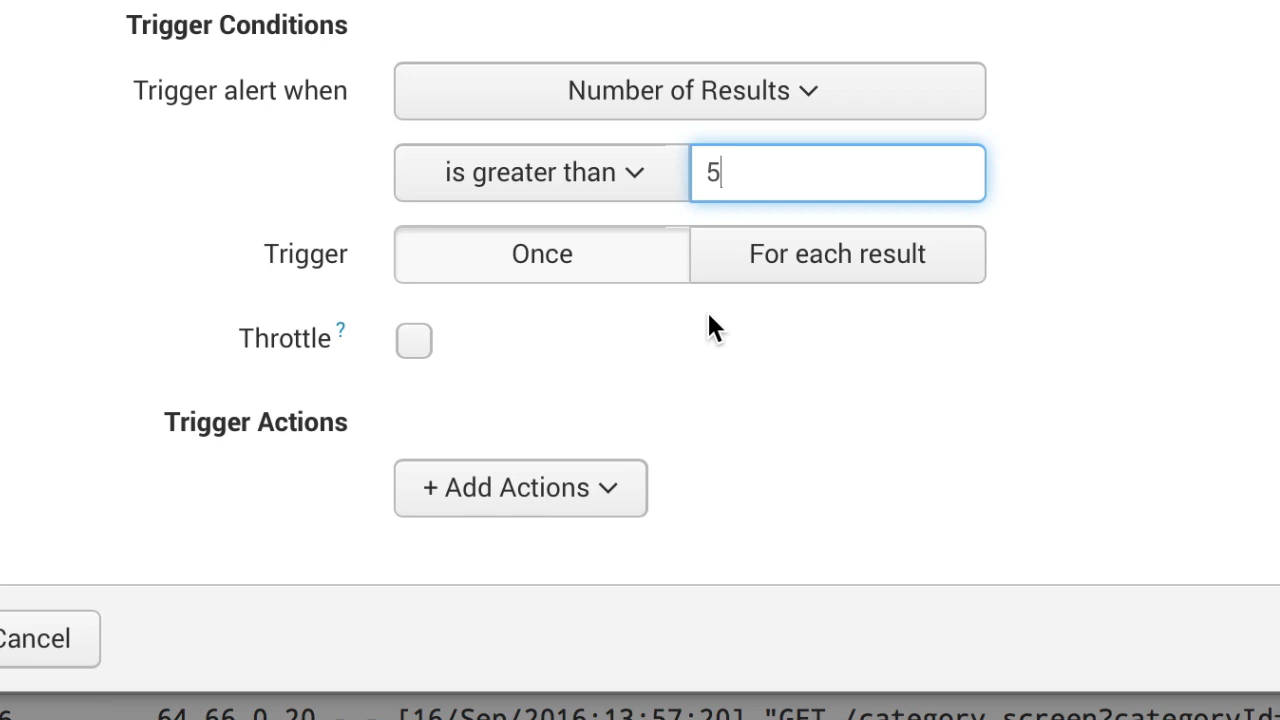 Trigger Conditions
Trigger alert when Number of Results
is greater than 5
Trigger Once For each result
Throttle ?
Trigger Actions
+ Add Actions
Cancel
64.66.0.20 - - [16/Sep/2016:13:57:20] "GET /category.screen?categoryId